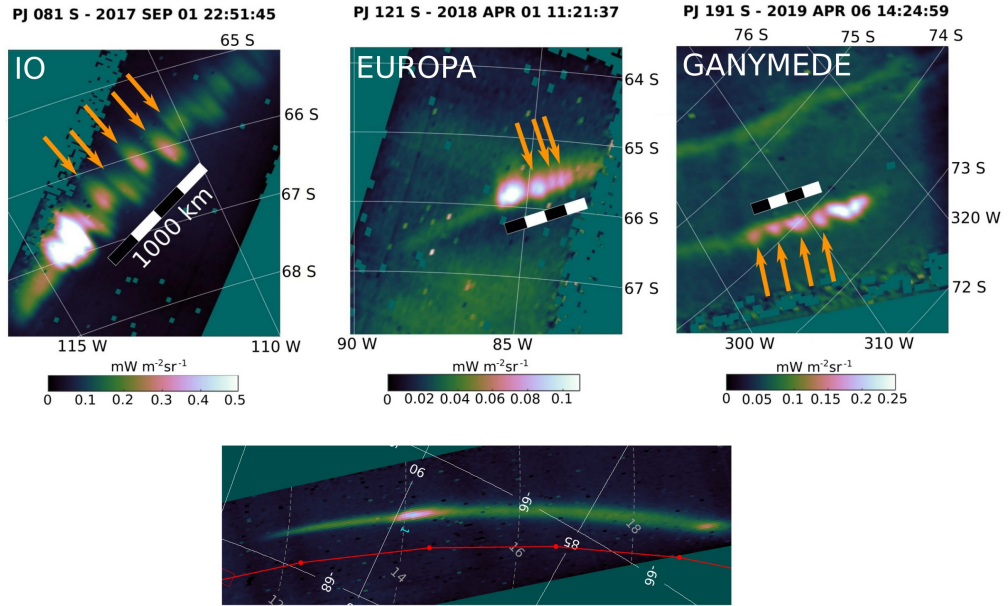 PJ 081 S - 2017 SEP 01 22:51:45
PJ 121 S - 2018 APR 01 11:21:37
PJ 191 S - 2019 APR 06 14:24:59
IO
65 S
66 S
67 S
68 S
1000 km
115 W
110 W
mW m⁻²sr⁻¹
0 0.1 0.2 0.3 0.4 0.5
EUROPA
64 S
65 S
66 S
67 S
90 W
85 W
mW m⁻²sr⁻¹
0 0.02 0.04 0.06 0.08 0.1
GANYMEDE
76 S
75 S
74 S
73 S
320 W
72 S
300 W
310 W
mW m⁻²sr⁻¹
0 0.05 0.1 0.15 0.2 0.25
90
-66
18
1
85
16
14
-66
-68
12